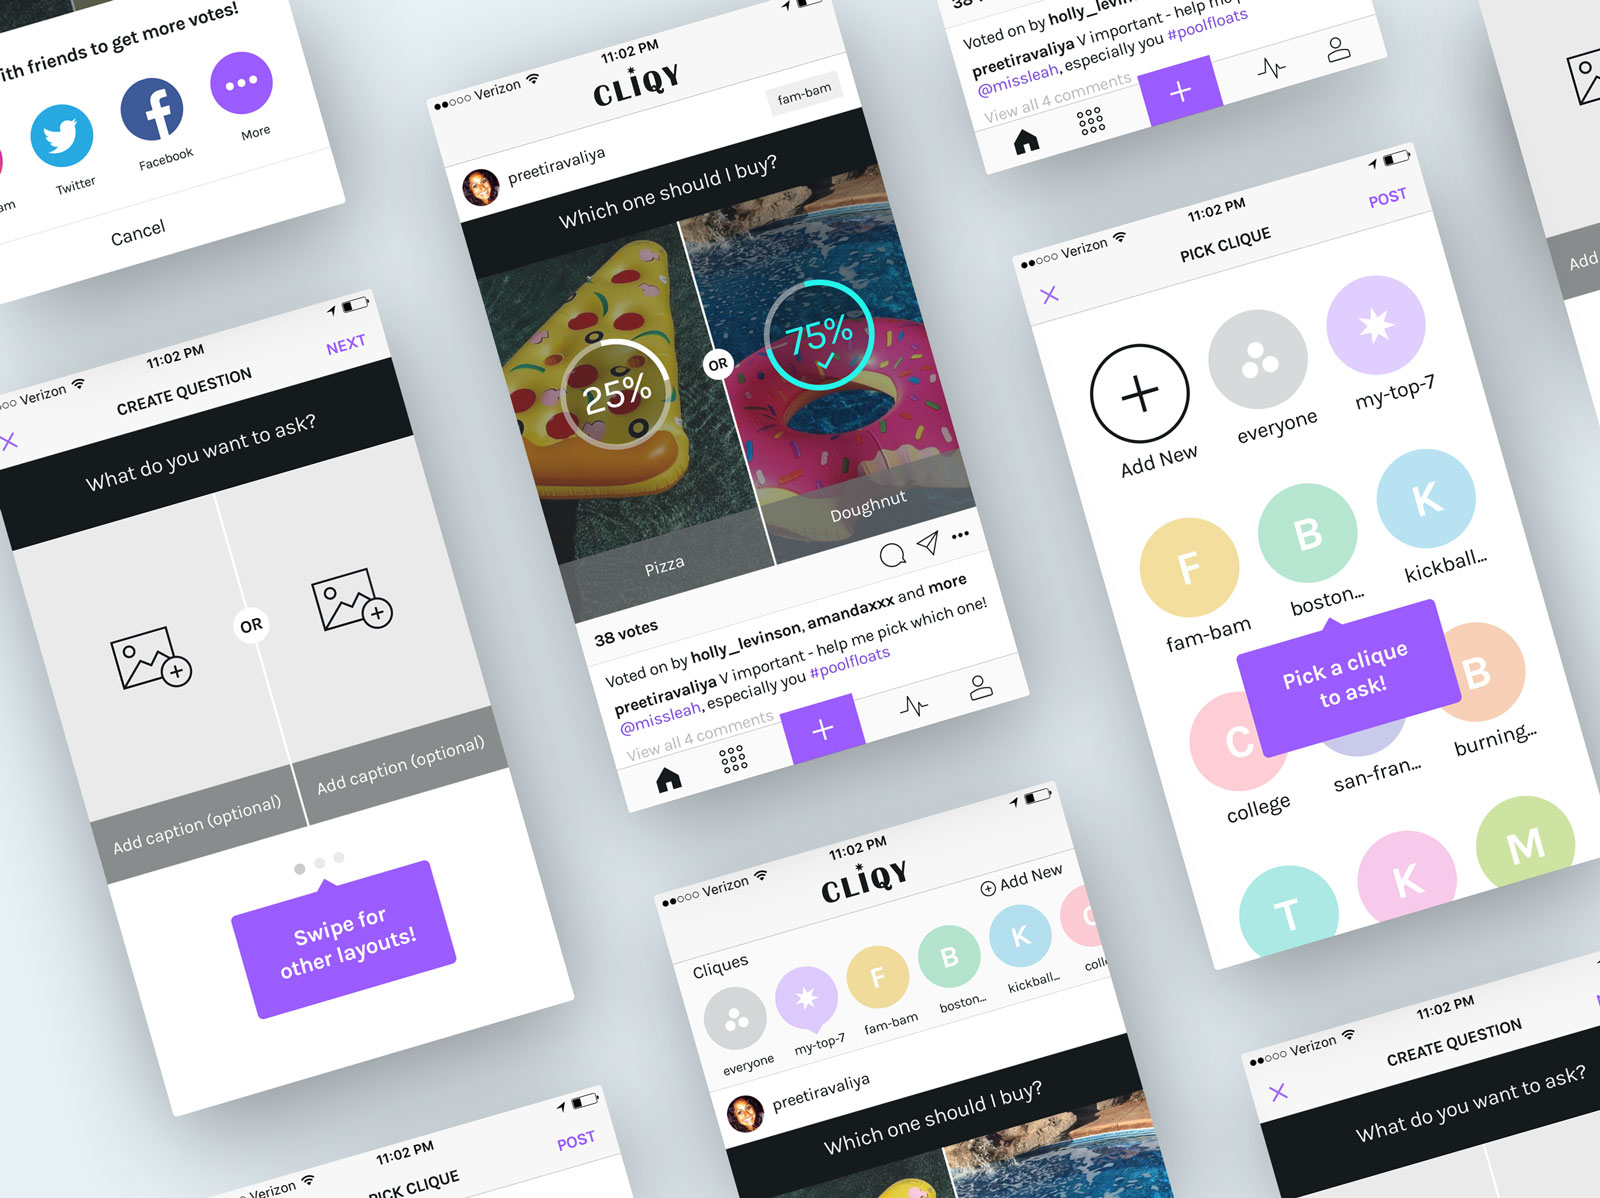 ith friends to get more votes!
am
Twitter
Facebook
More
Cancel
Verizon
11:02 PM
NEXT
CREATE QUESTION
What do you want to ask?
OR
Add caption (optional)
Add caption (optional)
Swipe for
other layouts!
Verizon
11:02 PM
POST
PICK CLIQUE
Verizon
11:02 PM
CLIQY
fam-bam
preetiravaliya
Which one should I buy?
25%
OR
75%
Pizza
Doughnut
38 votes
Voted on by holly_levinson, amandaxxx and more
preetiravaliya V important - help me pick which one!
@missleah, especially you #poolfloats
View all 4 comments
Verizon
11:02 PM
CLIQY
Add New
Cliques
everyone
my-top-7
F
fam-bam
B
boston...
K
kickball...
C
coll
preetiravaliya
Which one should I buy?
38
Voted on by holly_levinson,
preetiravaliya V important - help me p
@missleah, especially you #poolfloats
View all 4 comments
Verizon
11:02 PM
POST
PICK CLIQUE
Add New
everyone
my-top-7
F
fam-bam
B
boston...
K
kickball...
Pick a clique
to ask!
C
college
san-fran...
B
burning...
T
K
M
Add
Verizon
11:02 PM
CREATE QUESTION
What do you want to ask?